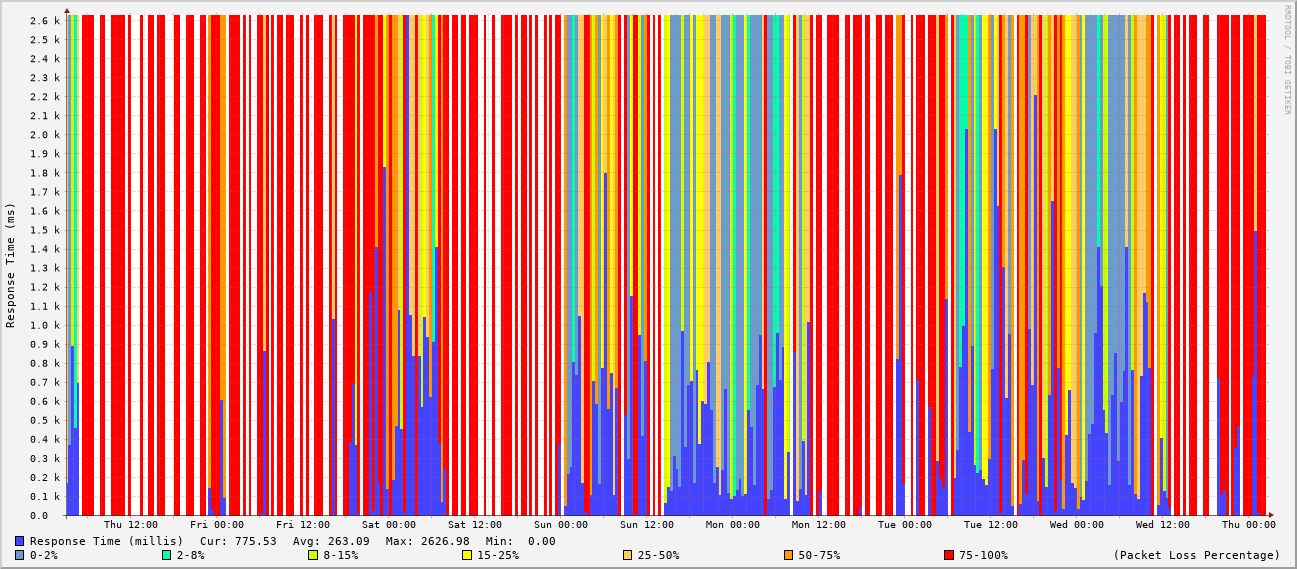 RRDTOOL / TOBI OETIKER
Response Time (ms)
2.6 k
2.5 k
2.4 k
2.3 k
2.2 k
2.1 k
2.0 k
1.9 k
1.8 k
1.7 k
1.6 k
1.5 k
1.4 k
1.3 k
1.2 k
1.1 k
1.0 k
0.9 k
0.8 k
0.7 k
0.6 k
0.5 k
0.4 k
0.3 k
0.2 k
0.1 k
0.0
Thu 12:00 Fri 00:00 Fri 12:00 Sat 00:00 Sat 12:00 Sun 00:00 Sun 12:00 Mon 00:00 Mon 12:00 Tue 00:00 Tue 12:00 Wed 00:00 Wed 12:00 Thu 00:00
Response Time (millis) Cur: 775.53 Avg: 263.09 Max: 2626.98 Min: 0.00
0-2% 2-8% 8-15% 15-25% 25-50% 50-75% 75-100% (Packet Loss Percentage)